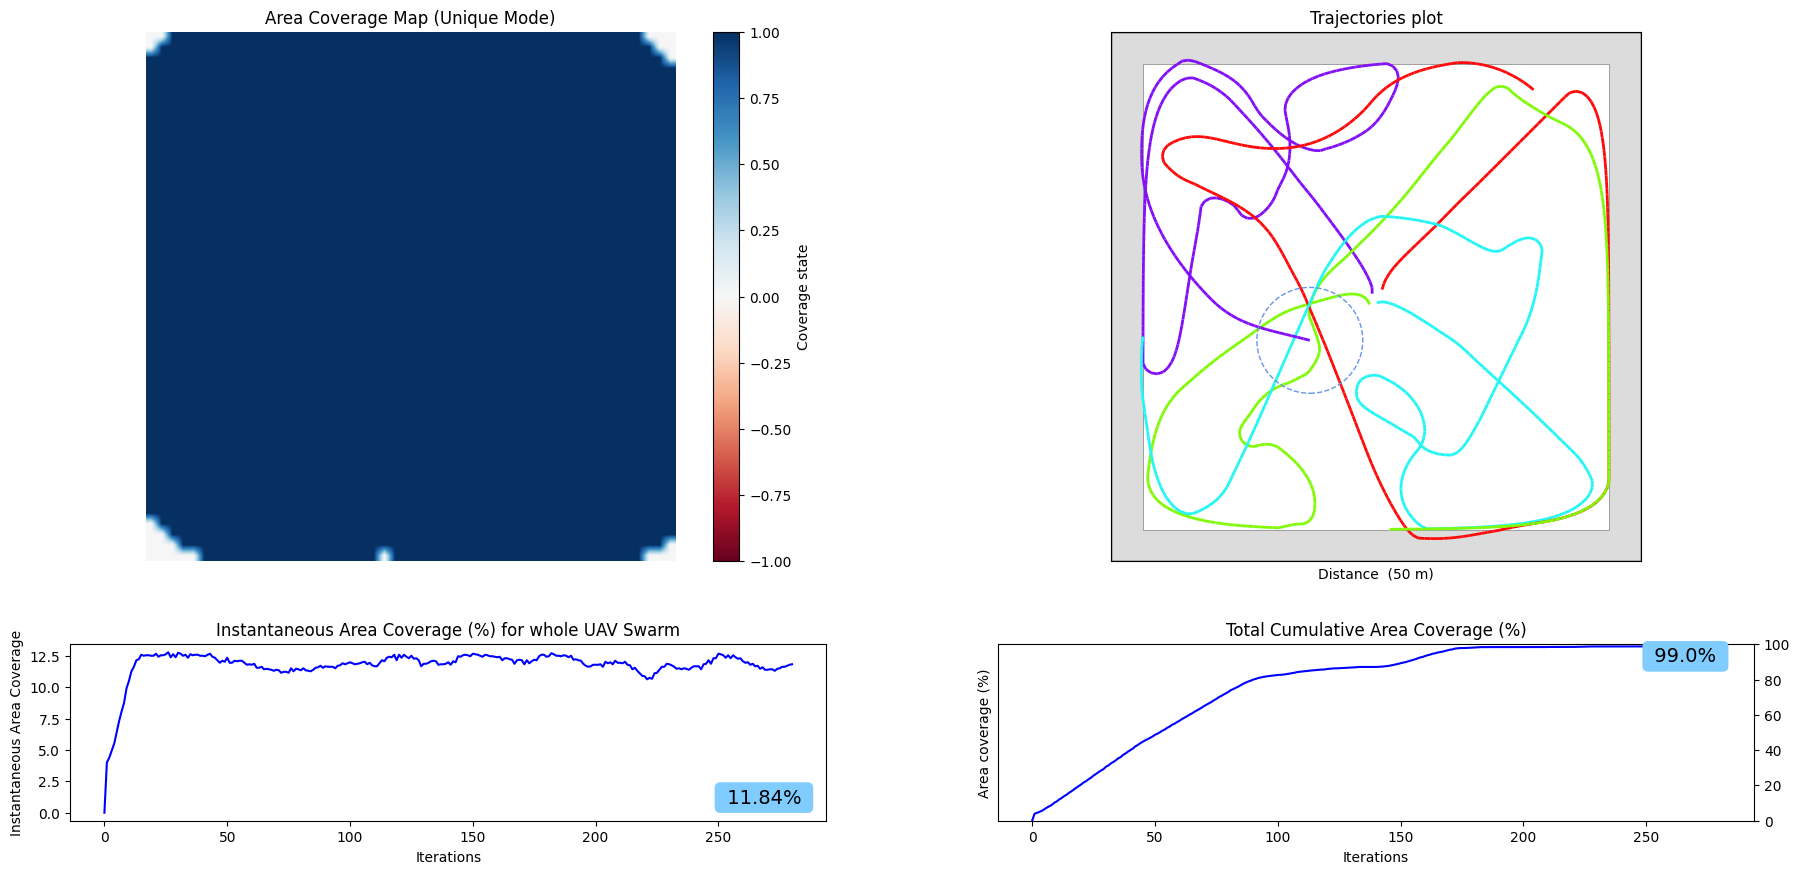 Area Coverage Map (Unique Mode)
1.00
0.75
0.50
0.25
0.00
−0.25
−0.50
−0.75
−1.00
Coverage state
Trajectories plot
Distance  (50 m)
Instantaneous Area Coverage (%) for whole UAV Swarm
Instantaneous Area Coverage
12.5
10.0
7.5
5.0
2.5
0.0
11.84%
0 50 100 150 200 250
Iterations
Total Cumulative Area Coverage (%)
Area coverage (%)
99.0%
100
80
60
40
20
0
0 50 100 150 200 250
Iterations